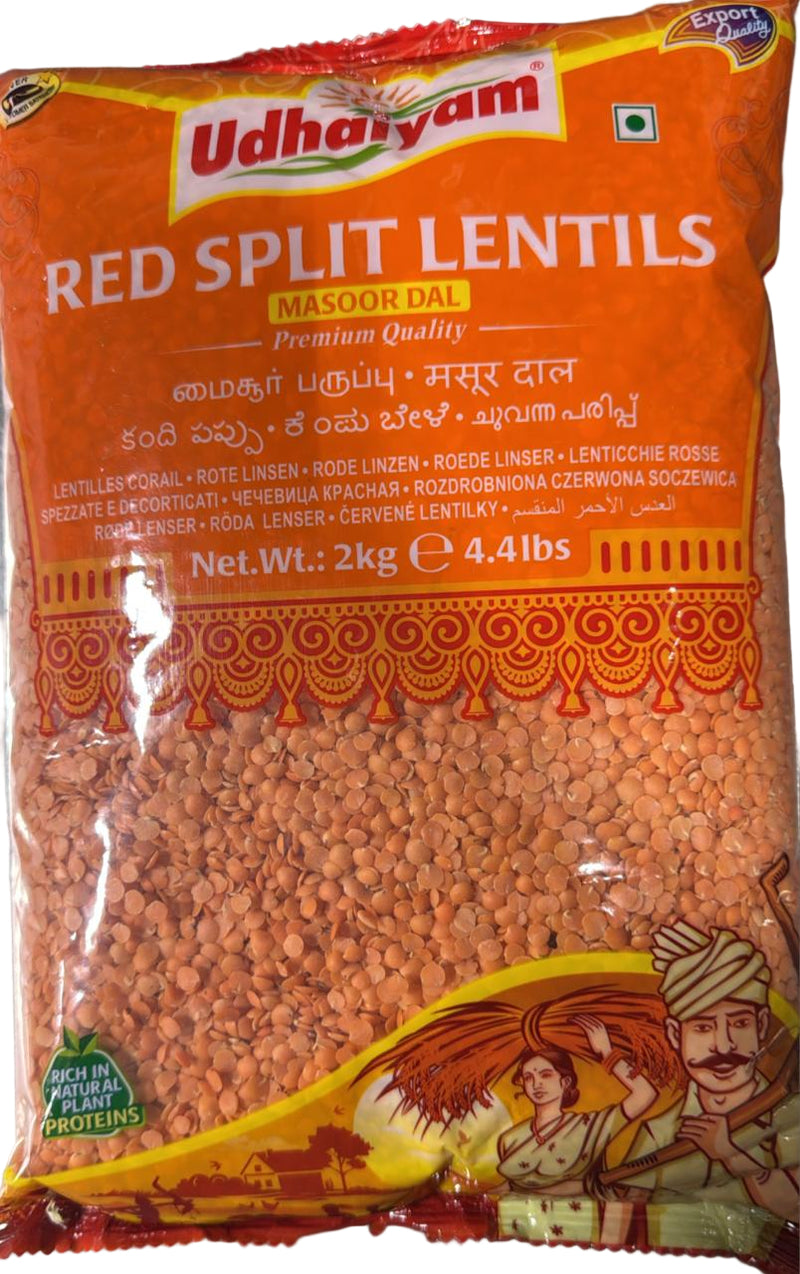 Export
Quality
Udhaiyam®
RED SPLIT LENTILS
MASOOR DAL
Premium Quality
மைசூர் பருப்பு • मसूर दाल
కంది పప్పు • ಕೆಂಪು ಬೇಳೆ • ചുവന്ന പരിപ്പ്
LENTILLES CORAIL • ROTE LINSEN • RODE LINZEN • ROEDE LINSER • LENTICCHIE ROSSE
SPEZZATE E DECORTICATI • ЧЕЧЕВИЦА КРАСНАЯ • ROZDROBNIONA CZERWONA SOCZEWICA
RØDE LENSER • RÖDA LENSER • ČERVENÉ LENTILKY • العدس الأحمر المنقسم
Net.Wt.: 2kg ℮ 4.4lbs
RICH IN
NATURAL
PLANT
PROTEINS